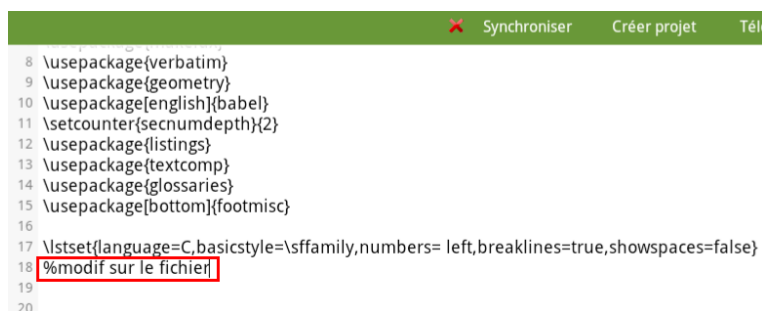 Synchroniser Créer projet
8 \usepackage{verbatim}
9 \usepackage{geometry}
10 \usepackage[english]{babel}
11 \setcounter{secnumdepth}{2}
12 \usepackage{listings}
13 \usepackage{textcomp}
14 \usepackage{glossaries}
15 \usepackage[bottom]{footmisc}
16
17 \lstset{language=C,basicstyle=\sffamily,numbers= left,breaklines=true,showspaces=false}
18 %modif sur le fichier
19
20